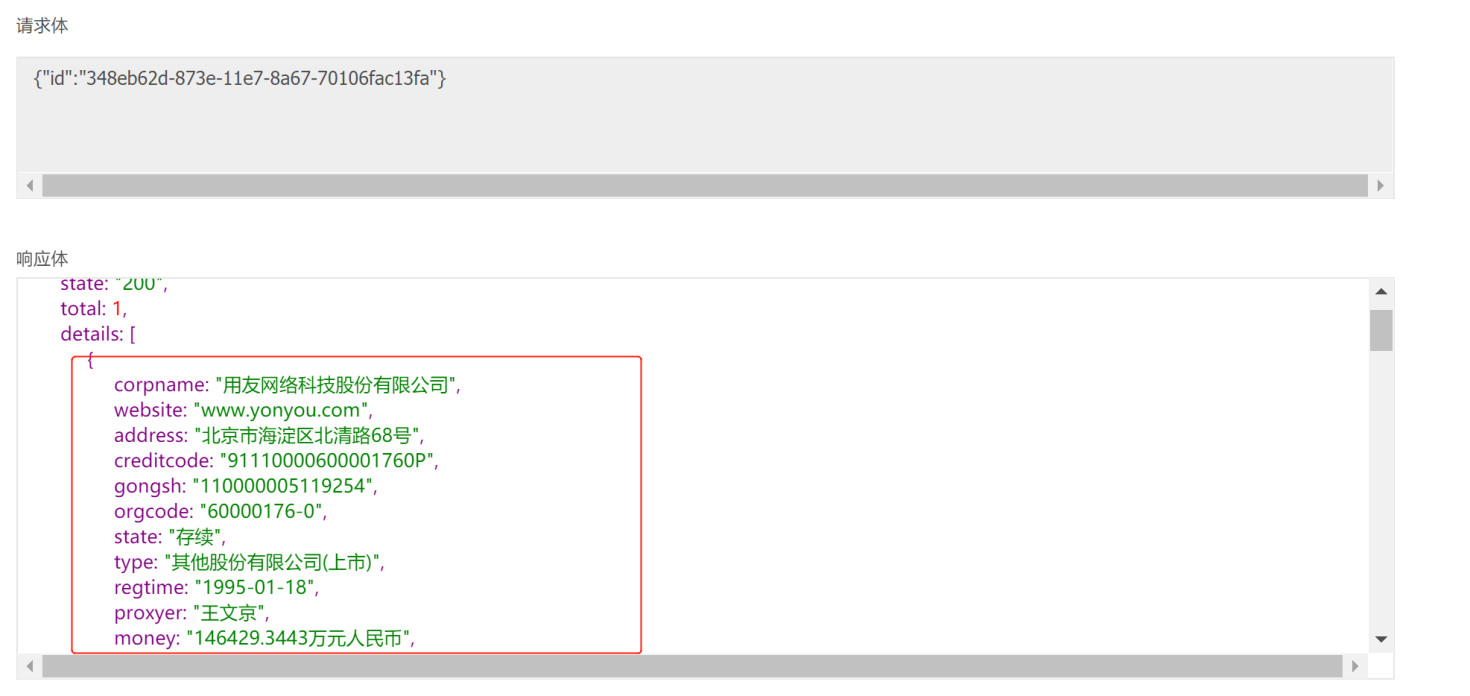 请求体
{"id":"348eb62d-873e-11e7-8a67-70106fac13fa"}
响应体
state: "200",
total: 1,
details: [
{
corpname: "用友网络科技股份有限公司",
website: "www.yonyou.com",
address: "北京市海淀区北清路68号",
creditcode: "91110000600001760P",
gongsh: "110000005119254",
orgcode: "60000176-0",
state: "存续",
type: "其他股份有限公司(上市)",
regtime: "1995-01-18",
proxyer: "王文京",
money: "146429.3443万元人民币",